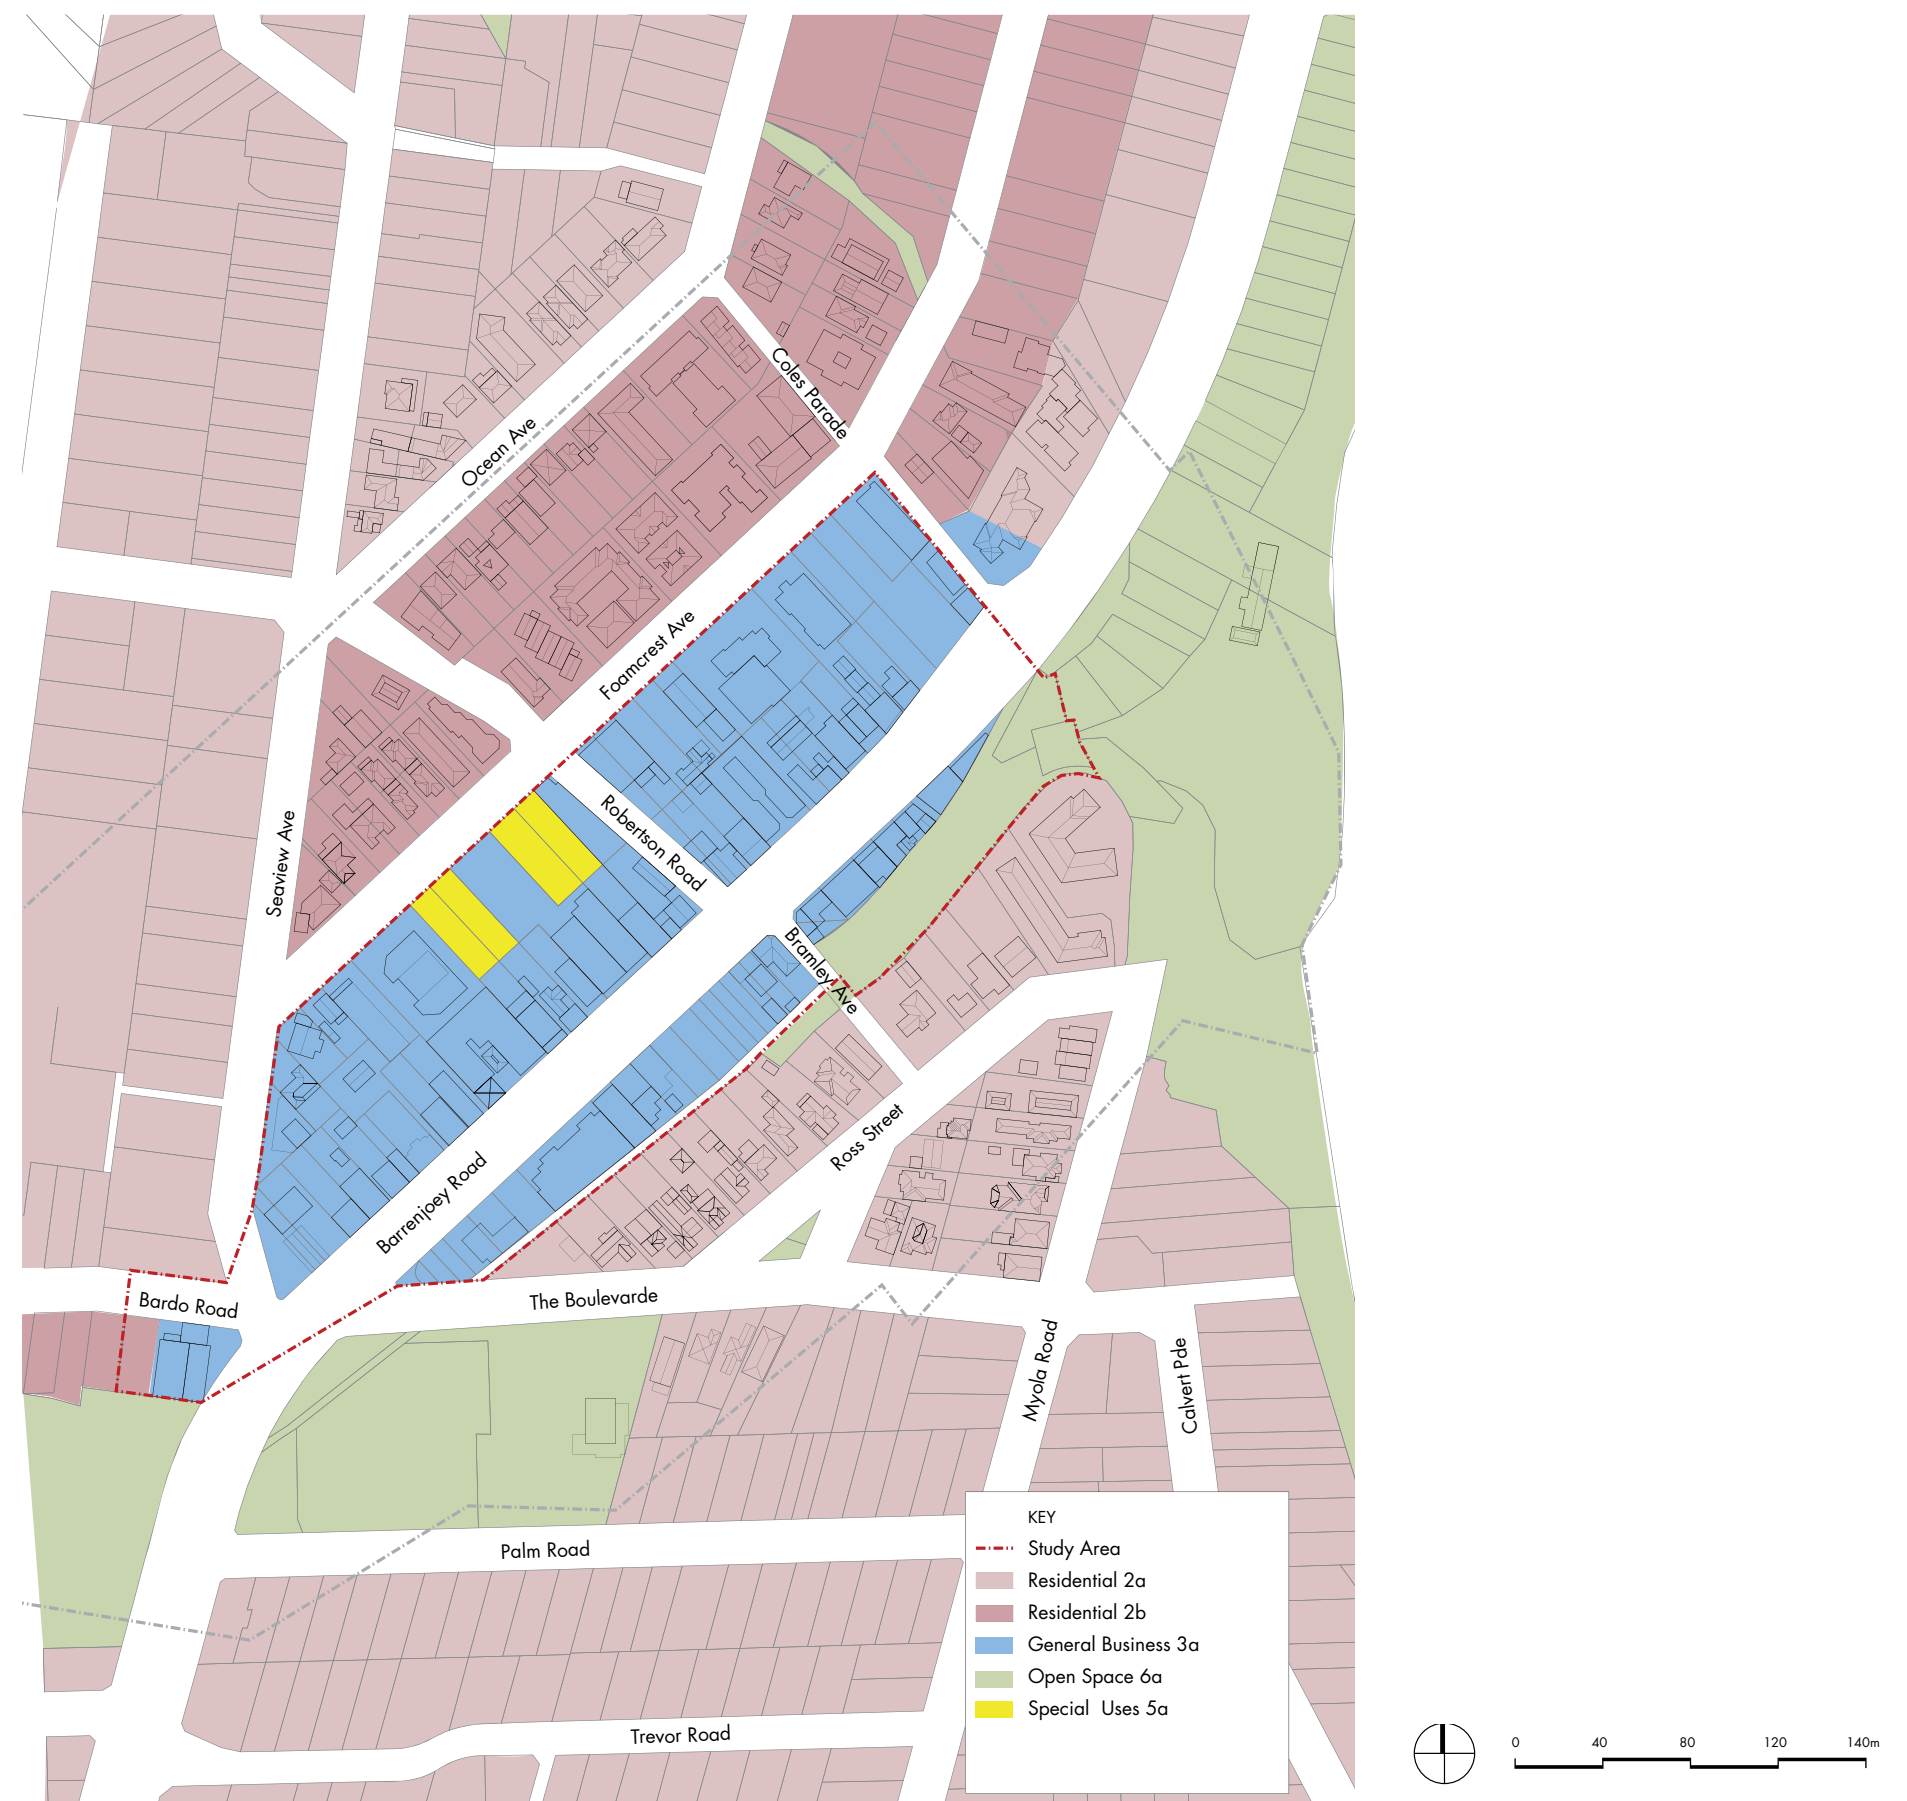 Coles Parade
Ocean Ave
Foamcrest Ave
Seaview Ave
Robertson Road
Bramley Ave
Ross Street
Barrenjoey Road
Bardo Road
The Boulevarde
Myola Road
Calvert Pde
Palm Road
Trevor Road
KEY
Study Area
Residential 2a
Residential 2b
General Business 3a
Open Space 6a
Special Uses 5a
0 40 80 120 140m